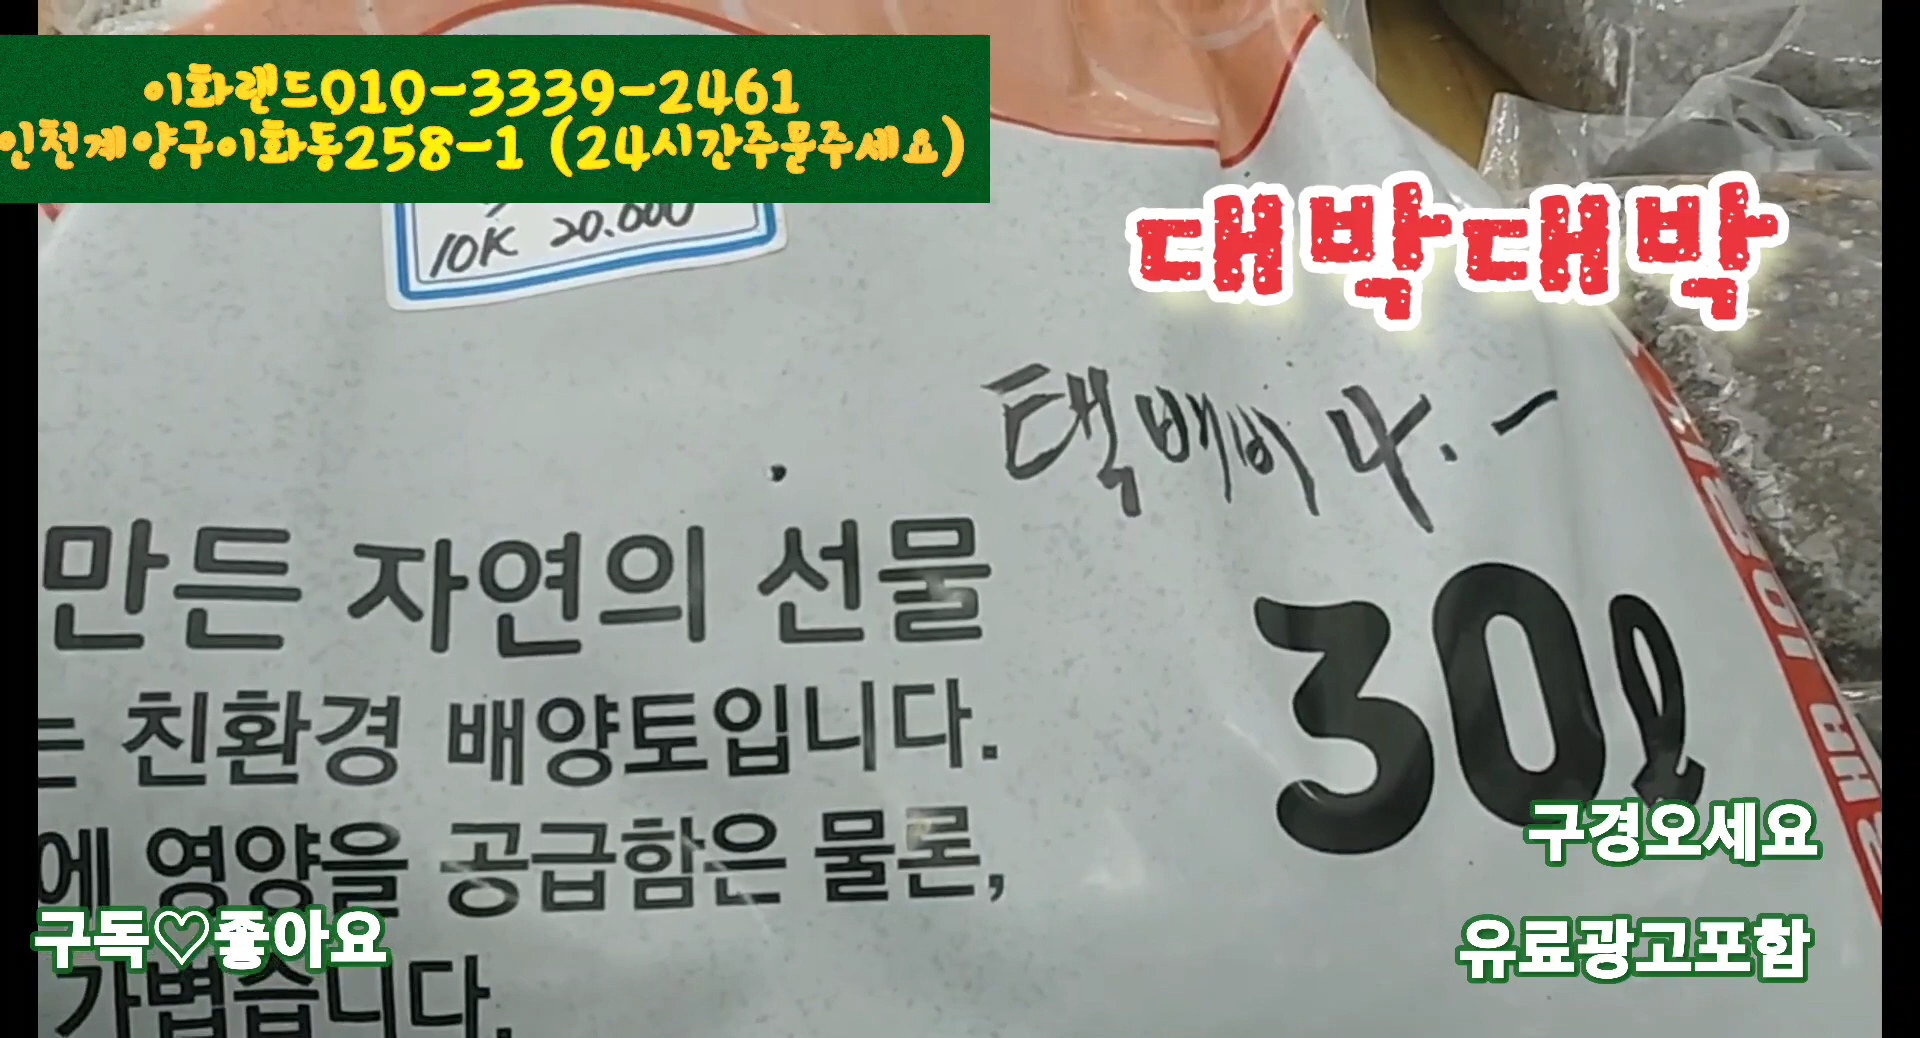 이화랜드010-3339-2461
인천계양구이화동258-1 (24시간주문주세요)
10K 20.000
대박대박
택배비 4.-
만든 자연의 선물
30ℓ
는 친환경 배양토입니다.
에 영양을 공급함은 물론,
구경오세요
구독♡좋아요
가볍습니다.
유료광고포함